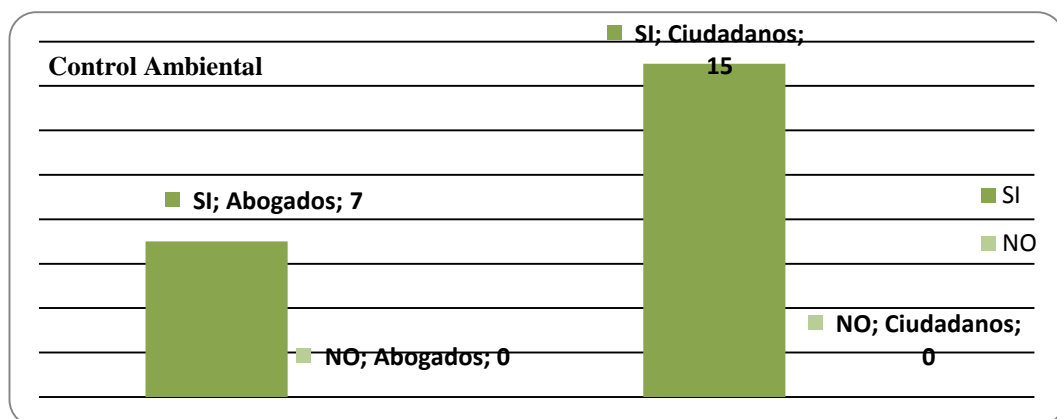 Control Ambiental
SI; Ciudadanos;
15
SI; Abogados; 7
SI
NO
NO; Ciudadanos;
0
NO; Abogados; 0